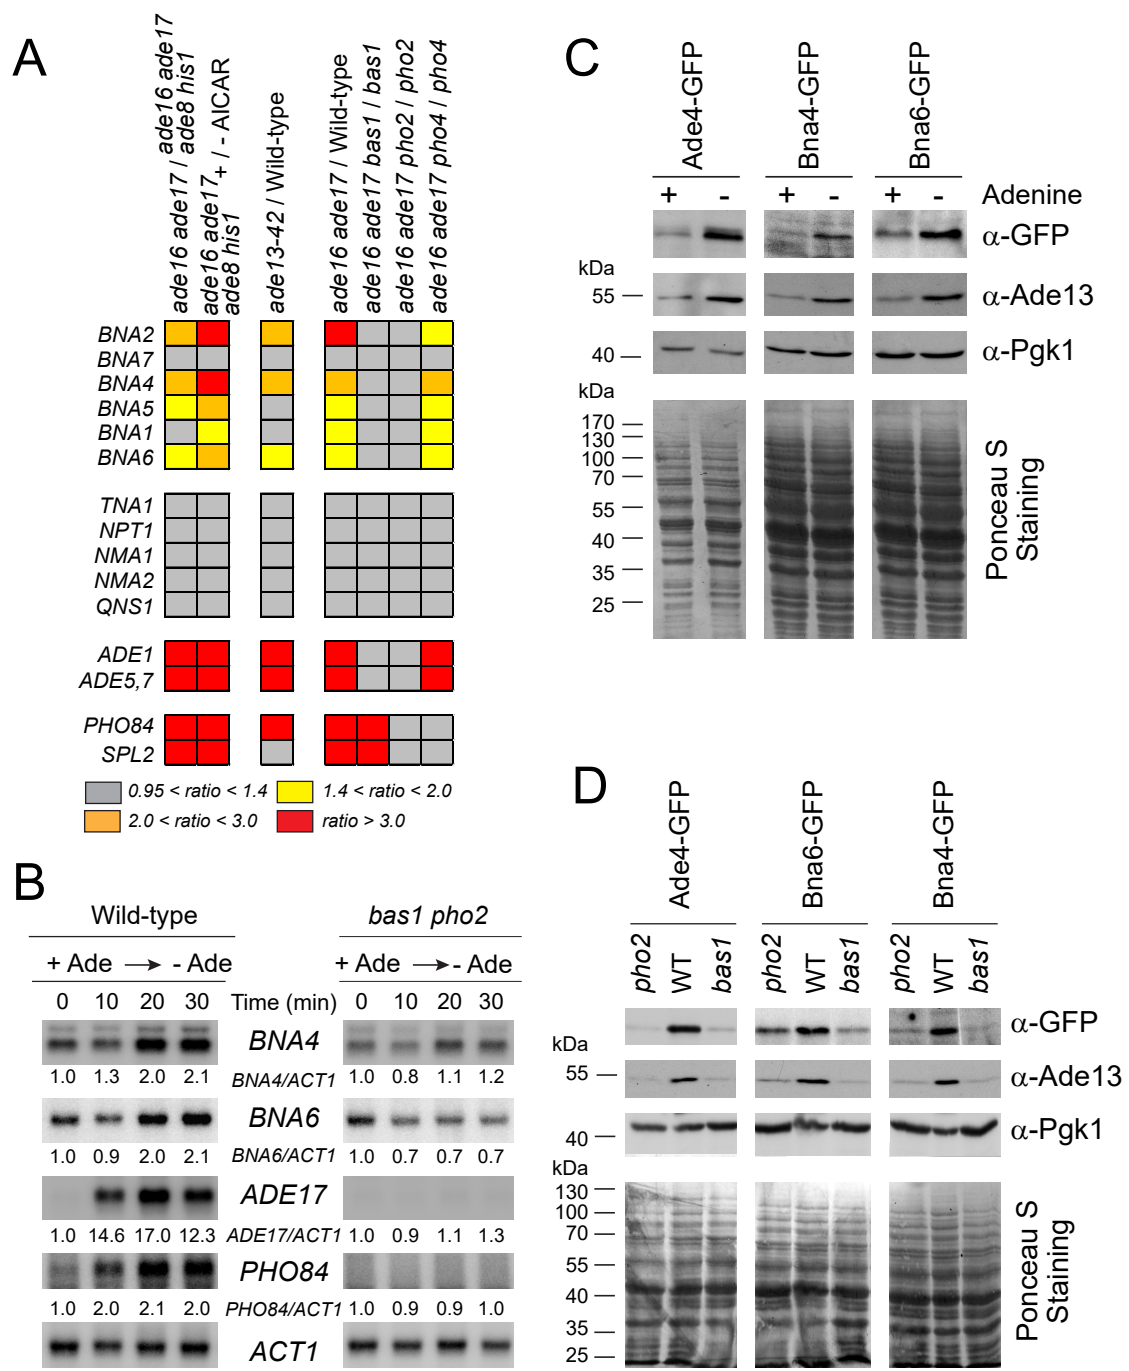 A
ade16 ade17 / ade16 ade17
ade8 his1
ade16 ade17 + / - AICAR
ade8 his1
ade13-42 / Wild-type
ade16 ade17 / Wild-type
ade16 ade17 bas1 / bas1
ade16 ade17 pho2 / pho2
ade16 ade17 pho4 / pho4
BNA2
BNA7
BNA4
BNA5
BNA1
BNA6
TNA1
NPT1
NMA1
NMA2
QNS1
ADE1
ADE5,7
PHO84
SPL2
0.95 < ratio < 1.4
1.4 < ratio < 2.0
2.0 < ratio < 3.0
ratio > 3.0
B
Wild-type
bas1 pho2
+ Ade → - Ade
+ Ade → - Ade
0 10 20 30 Time (min) 0 10 20 30
BNA4
1.0 1.3 2.0 2.1 BNA4/ACT1 1.0 0.8 1.1 1.2
BNA6
1.0 0.9 2.0 2.1 BNA6/ACT1 1.0 0.7 0.7 0.7
ADE17
1.0 14.6 17.0 12.3 ADE17/ACT1 1.0 0.9 1.1 1.3
PHO84
1.0 2.0 2.1 2.0 PHO84/ACT1 1.0 0.9 0.9 1.0
ACT1
C
Ade4-GFP
Bna4-GFP
Bna6-GFP
+ - + - + - Adenine
α-GFP
kDa
55
α-Ade13
40
α-Pgk1
kDa
170
130
100
70
55
40
35
25
Ponceau S
Staining
D
Ade4-GFP
Bna6-GFP
Bna4-GFP
pho2 WT bas1 pho2 WT bas1 pho2 WT bas1
α-GFP
kDa
55
α-Ade13
40
α-Pgk1
kDa
130
100
70
55
40
35
25
Ponceau S
Staining